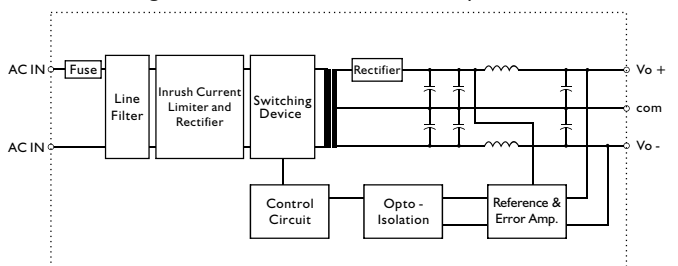 AC IN
Fuse
Line
Filter
Inrush Current
Limiter and
Rectifier
Switching
Device
Rectifier
Vo +
com
AC IN
Vo -
Control
Circuit
Opto -
Isolation
Reference &
Error Amp.